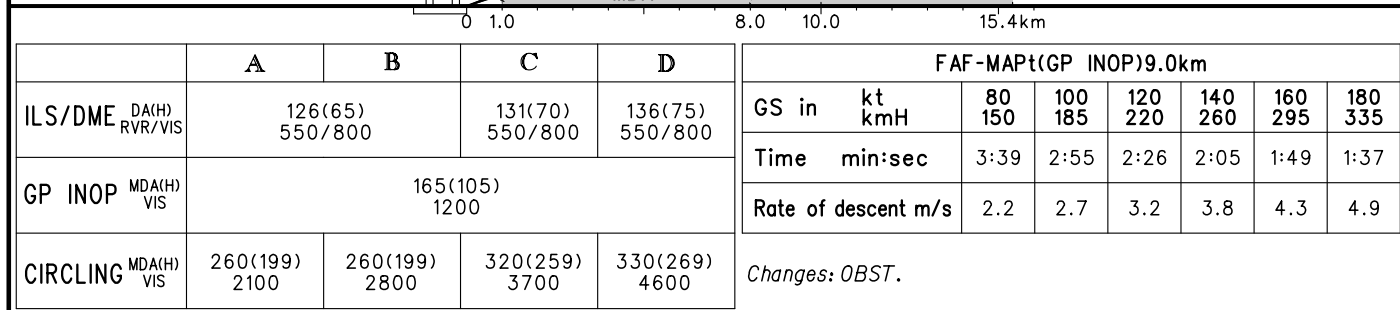 0 1.0 8.0 10.0 15.4km
A B C D
ILS/DME DA(H) RVR/VIS 126(65) 550/800 131(70) 550/800 136(75) 550/800
GP INOP MDA(H) VIS 165(105) 1200
CIRCLING MDA(H) VIS 260(199) 2100 260(199) 2800 320(259) 3700 330(269) 4600
FAF-MAPt(GP INOP)9.0km
GS in kt 80 100 120 140 160 180
kmH 150 185 220 260 295 335
Time min:sec 3:39 2:55 2:26 2:05 1:49 1:37
Rate of descent m/s 2.2 2.7 3.2 3.8 4.3 4.9
Changes: OBST.